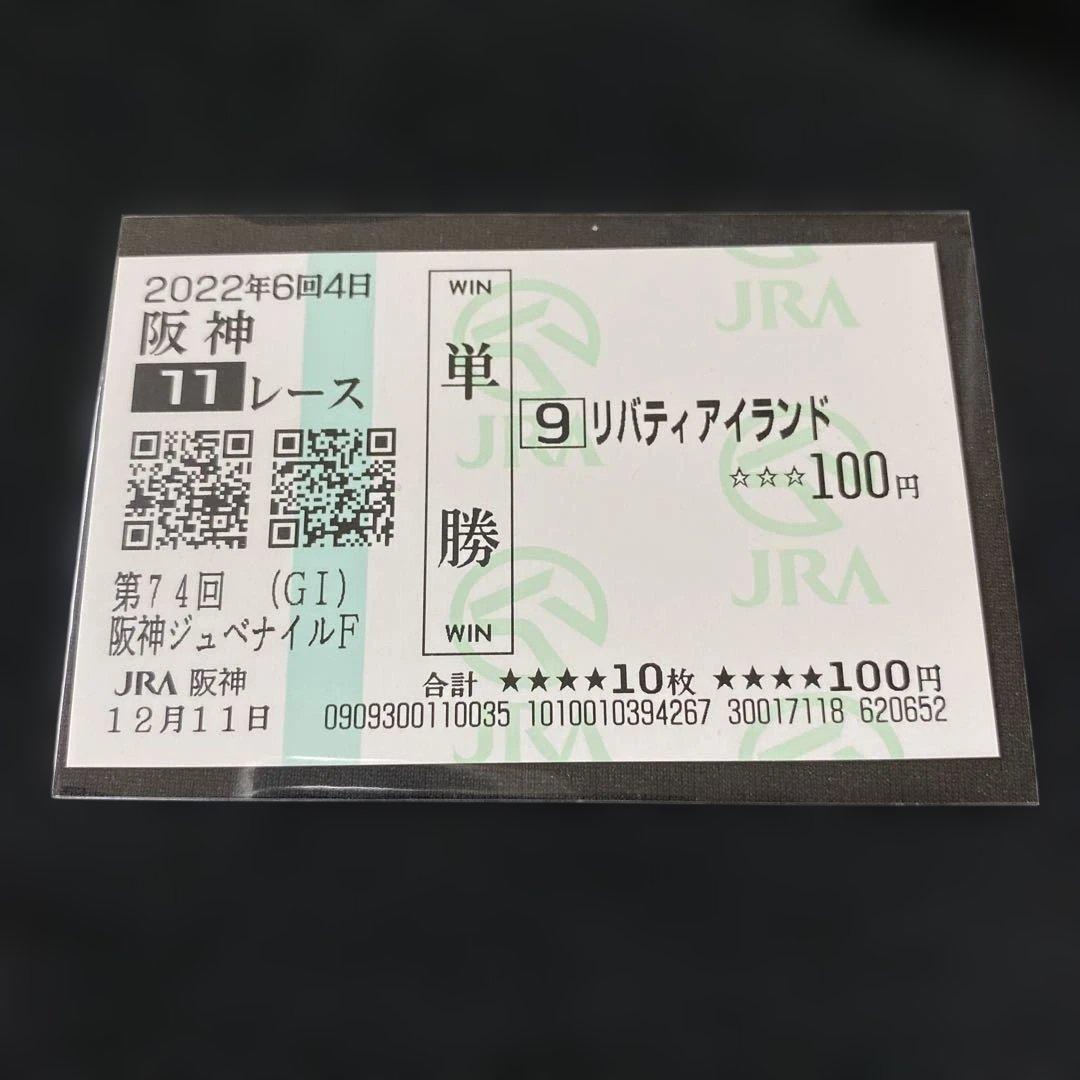 2022年6回4日
阪神
11レース
第74回 (GI)
阪神ジュベナイルF
JRA 阪神
12月11日
WIN
単勝
WIN
9 リバティアイランド
☆☆☆100円
合計 ★★★★10枚 ★★★★100円
0909300110035 1010010394267 30017118 620652
JRA
JRA
JRA
JRA